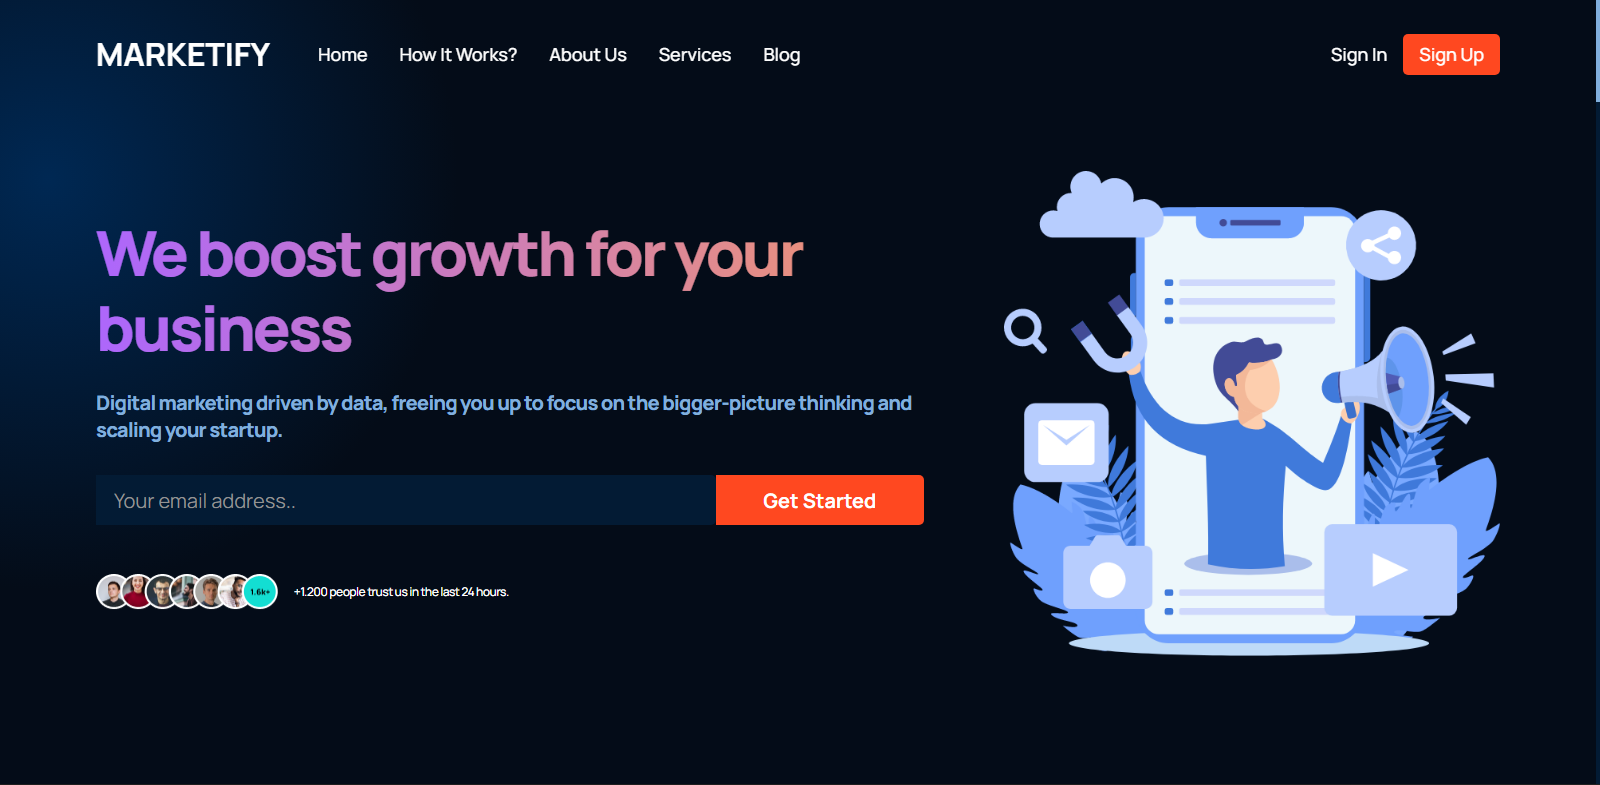 MARKETIFY
Home
How It Works?
About Us
Services
Blog
Sign In
Sign Up
We boost growth for your
business
Digital marketing driven by data, freeing you up to focus on the bigger-picture thinking and
scaling your startup.
Your email address..
Get Started
1.6k+
+1.200 people trust us in the last 24 hours.